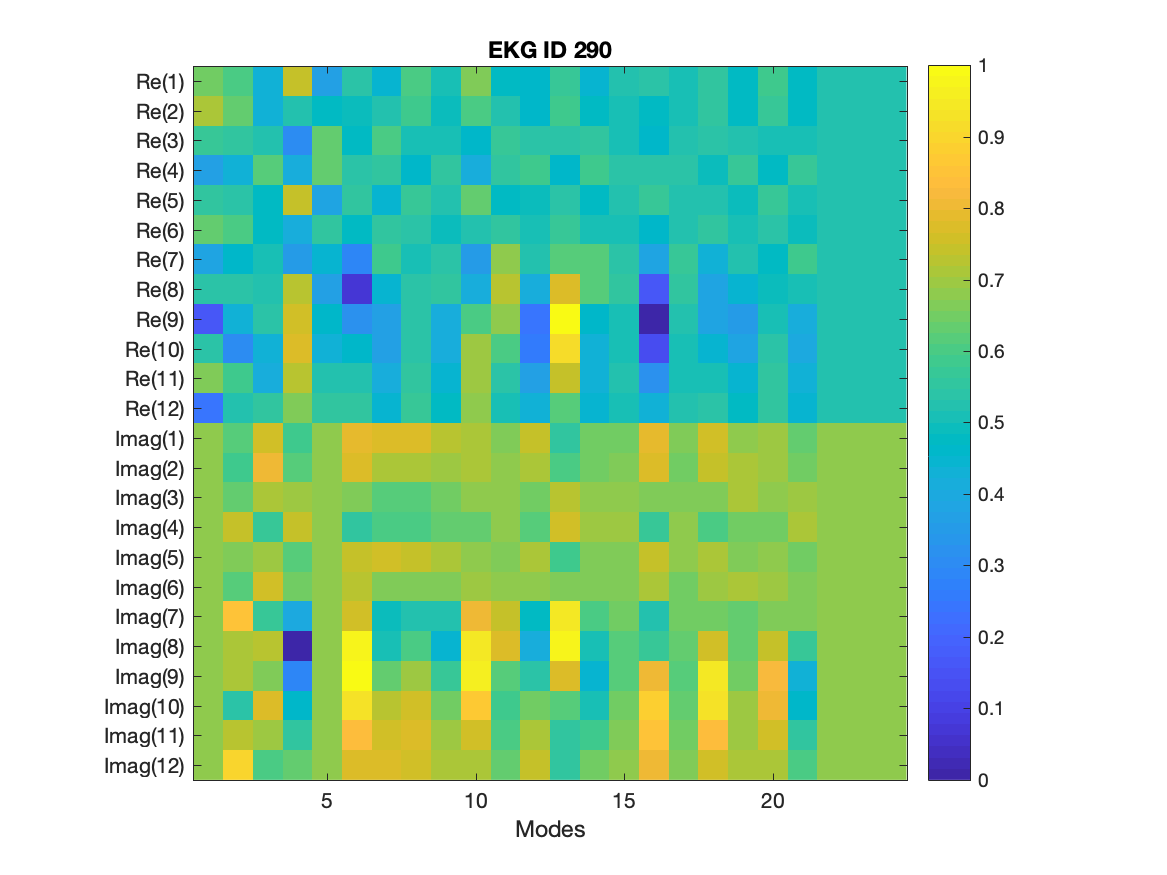 EKG ID 290
Re(1)
Re(2)
Re(3)
Re(4)
Re(5)
Re(6)
Re(7)
Re(8)
Re(9)
Re(10)
Re(11)
Re(12)
Imag(1)
Imag(2)
Imag(3)
Imag(4)
Imag(5)
Imag(6)
Imag(7)
Imag(8)
Imag(9)
Imag(10)
Imag(11)
Imag(12)
5 10 15 20
Modes
1
0.9
0.8
0.7
0.6
0.5
0.4
0.3
0.2
0.1
0